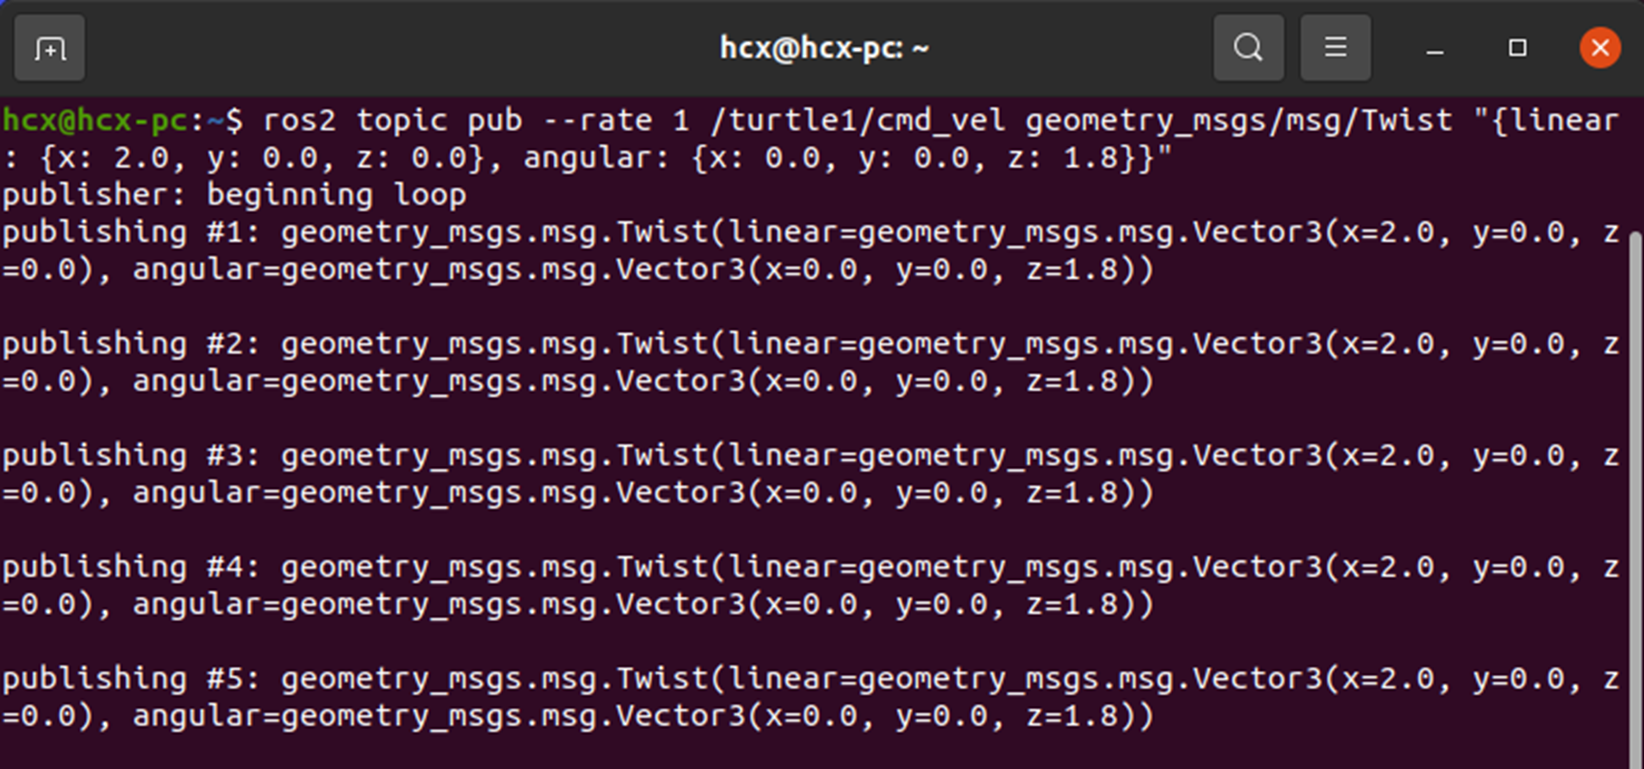 hcx@hcx-pc: ~
hcx@hcx-pc:~$ ros2 topic pub --rate 1 /turtle1/cmd_vel geometry_msgs/msg/Twist "{linear
: {x: 2.0, y: 0.0, z: 0.0}, angular: {x: 0.0, y: 0.0, z: 1.8}}"
publisher: beginning loop
publishing #1: geometry_msgs.msg.Twist(linear=geometry_msgs.msg.Vector3(x=2.0, y=0.0, z
=0.0), angular=geometry_msgs.msg.Vector3(x=0.0, y=0.0, z=1.8))
publishing #2: geometry_msgs.msg.Twist(linear=geometry_msgs.msg.Vector3(x=2.0, y=0.0, z
=0.0), angular=geometry_msgs.msg.Vector3(x=0.0, y=0.0, z=1.8))
publishing #3: geometry_msgs.msg.Twist(linear=geometry_msgs.msg.Vector3(x=2.0, y=0.0, z
=0.0), angular=geometry_msgs.msg.Vector3(x=0.0, y=0.0, z=1.8))
publishing #4: geometry_msgs.msg.Twist(linear=geometry_msgs.msg.Vector3(x=2.0, y=0.0, z
=0.0), angular=geometry_msgs.msg.Vector3(x=0.0, y=0.0, z=1.8))
publishing #5: geometry_msgs.msg.Twist(linear=geometry_msgs.msg.Vector3(x=2.0, y=0.0, z
=0.0), angular=geometry_msgs.msg.Vector3(x=0.0, y=0.0, z=1.8))